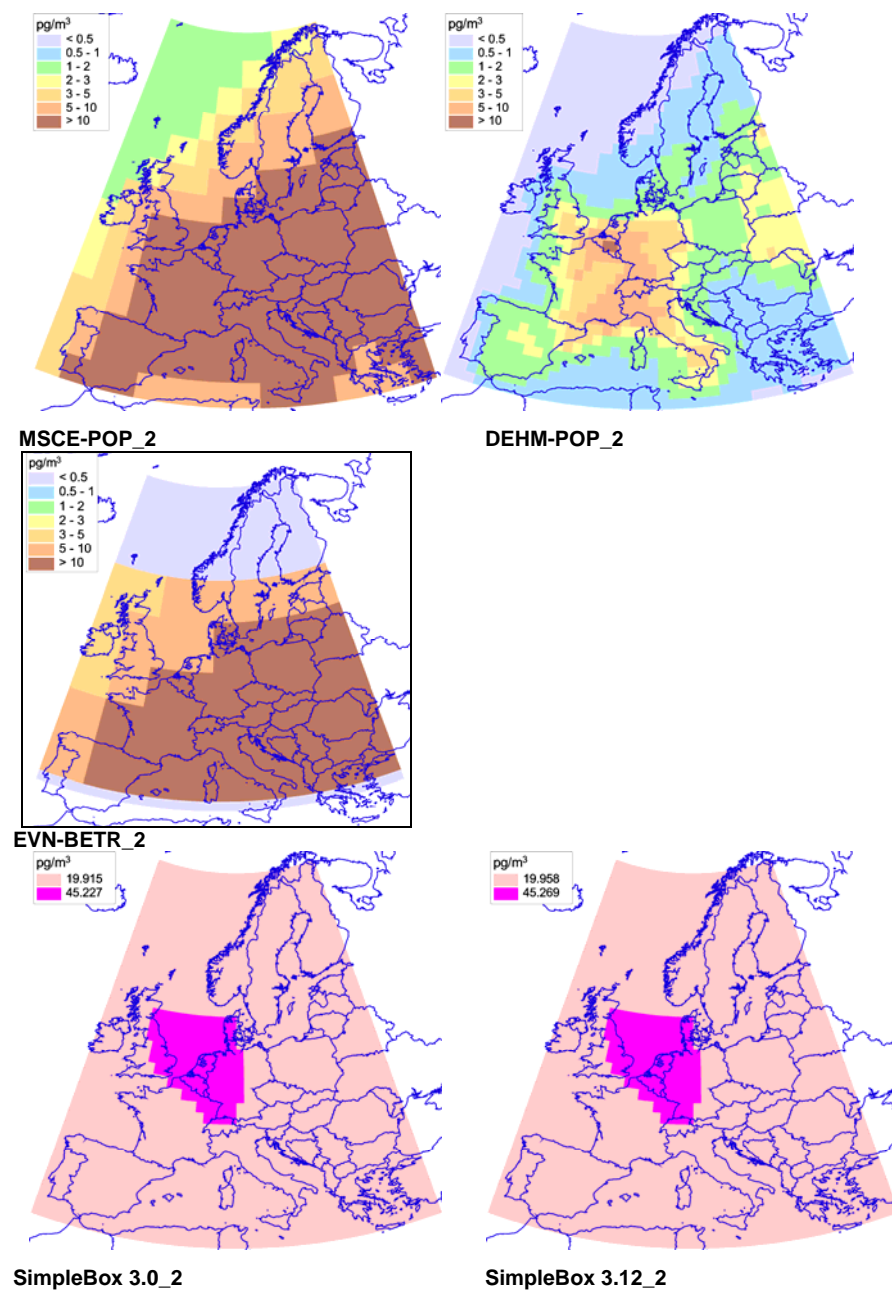 pg/m³
< 0.5
0.5 - 1
1 - 2
2 - 3
3 - 5
5 - 10
> 10
pg/m³
< 0.5
0.5 - 1
1 - 2
2 - 3
3 - 5
5 - 10
> 10
MSCE-POP_2
DEHM-POP_2
pg/m³
< 0.5
0.5 - 1
1 - 2
2 - 3
3 - 5
5 - 10
> 10
EVN-BETR_2
pg/m³
19.915
45.227
pg/m³
19.958
45.269
SimpleBox 3.0_2
SimpleBox 3.12_2